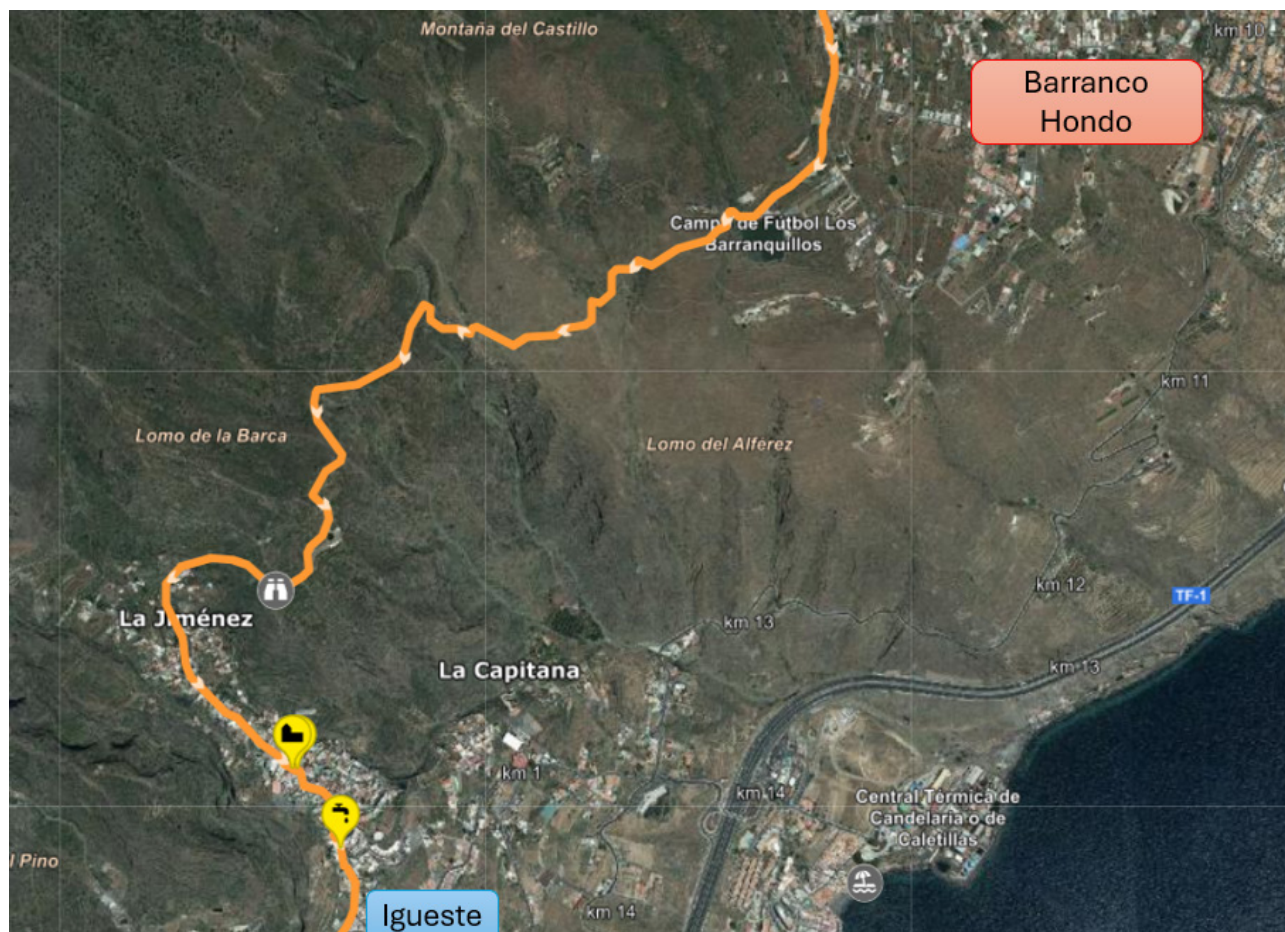 Montaña del Castillo
km 10
Barranco
Hondo
Campo de Fútbol Los
Barranquillos
km 11
Lomo de la Barca
Lomo del Alférez
km 12
TF-1
La Jiménez
km 13
km 13
La Capitana
km 1
km 14
Central Térmica de
Candelaria o de
Caletillas
l Pino
Igueste
km 14